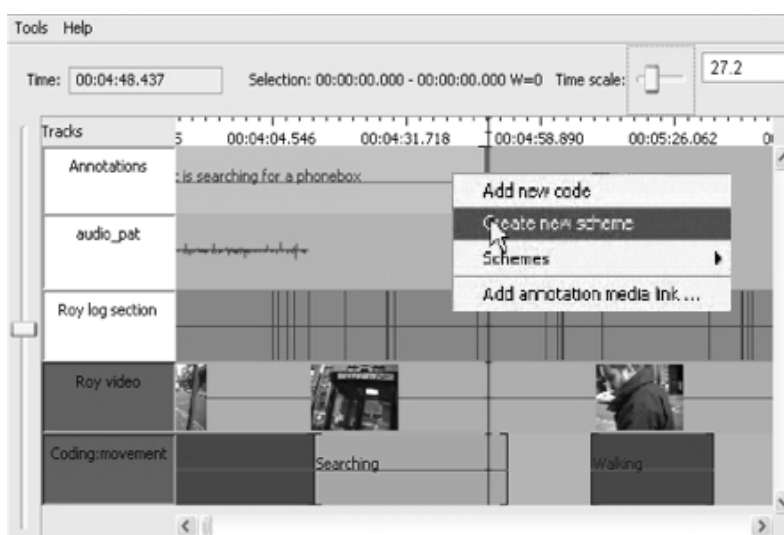 Tools Help
Time: 00:04:48.437 Selection: 00:00:00.000 - 00:00:00.000 W=0 Time scale: 27.2
Tracks 5 00:04:04.546 00:04:31.718 00:04:58.890 00:05:26.062 0
Annotations
is searching for a phonebox
Add new code
audio_pat
Create new scheme
Schemes
Add annotation media link ...
Roy log section
Roy video
Coding:movement
Searching
Walking